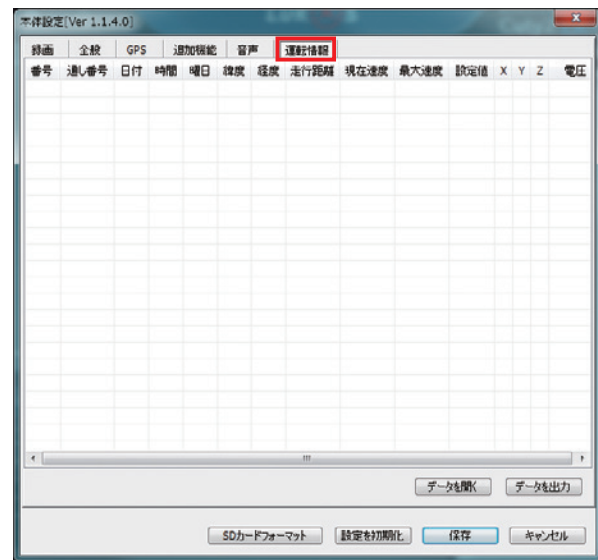 本体設定[Ver 1.1.4.0]
録画 全般 GPS 追加機能 音声 運転情報
番号 通し番号 日付 時間 曜日 緯度 経度 走行距離 現在速度 最大速度 設定値 X Y Z 電圧
データを開く データを出力
SDカードフォーマット 設定を初期化 保存 キャンセル